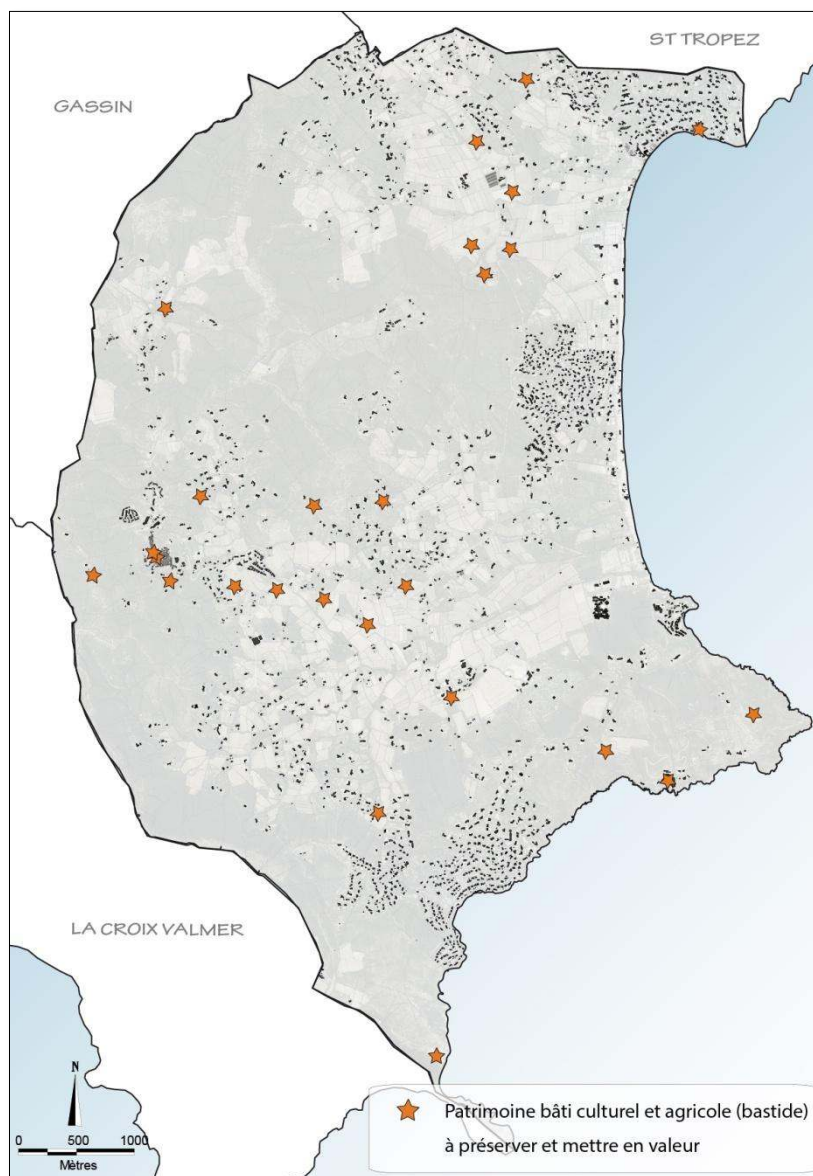 ST TROPEZ
GASSIN
LA CROIX VALMER
N
0 500 1000
Mètres
Patrimoine bâti culturel et agricole (bastide)
à préserver et mettre en valeur